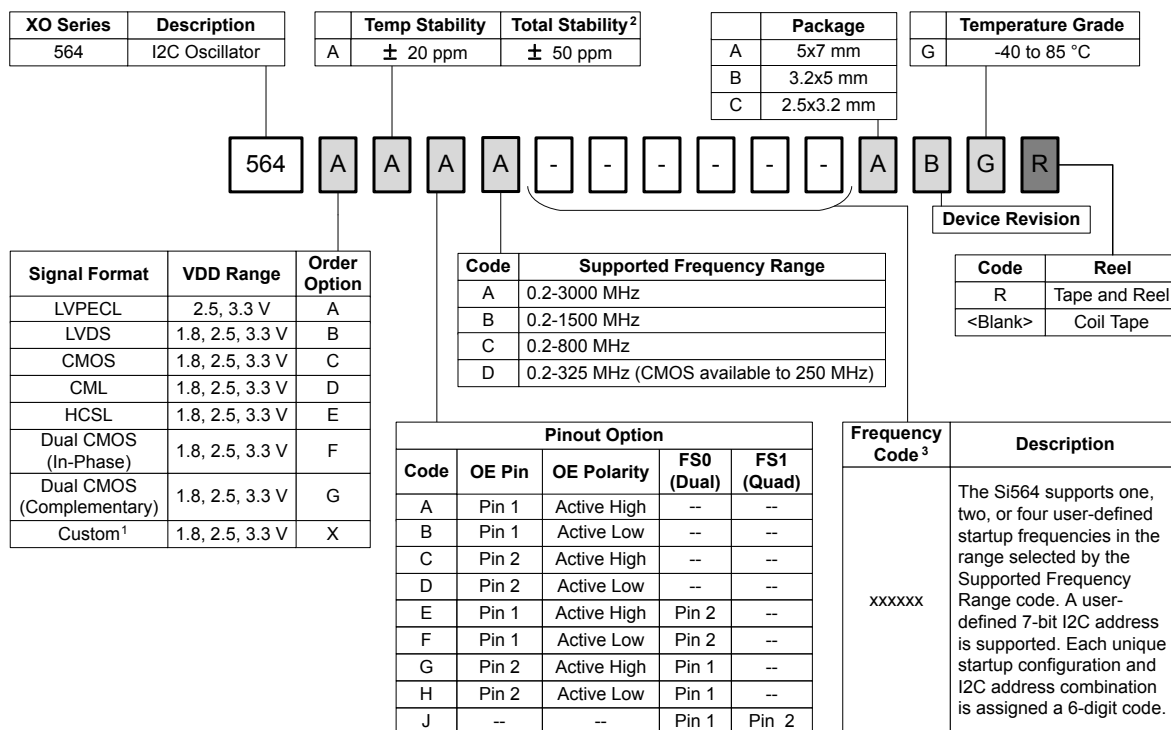 XO Series Description
564 I2C Oscillator
Temp Stability Total Stability2
A ± 20 ppm ± 50 ppm
Package
A 5x7 mm
B 3.2x5 mm
C 2.5x3.2 mm
Temperature Grade
G -40 to 85 °C
564 A A A A - - - - - - A B G R
Device Revision
Signal Format VDD Range Order Option
LVPECL 2.5, 3.3 V A
LVDS 1.8, 2.5, 3.3 V B
CMOS 1.8, 2.5, 3.3 V C
CML 1.8, 2.5, 3.3 V D
HCSL 1.8, 2.5, 3.3 V E
Dual CMOS (In-Phase) 1.8, 2.5, 3.3 V F
Dual CMOS (Complementary) 1.8, 2.5, 3.3 V G
Custom1 1.8, 2.5, 3.3 V X
Code Supported Frequency Range
A 0.2-3000 MHz
B 0.2-1500 MHz
C 0.2-800 MHz
D 0.2-325 MHz (CMOS available to 250 MHz)
Code Reel
R Tape and Reel
<Blank> Coil Tape
Pinout Option
Code OE Pin OE Polarity FS0 (Dual) FS1 (Quad)
A Pin 1 Active High -- --
B Pin 1 Active Low -- --
C Pin 2 Active High -- --
D Pin 2 Active Low -- --
E Pin 1 Active High Pin 2 --
F Pin 1 Active Low Pin 2 --
G Pin 2 Active High Pin 1 --
H Pin 2 Active Low Pin 1 --
J -- -- Pin 1 Pin 2
Frequency Code3 Description
xxxxxx
The Si564 supports one,
two, or four user-defined
startup frequencies in the
range selected by the
Supported Frequency
Range code. A user-
defined 7-bit I2C address
is supported. Each unique
startup configuration and
I2C address combination
is assigned a 6-digit code.